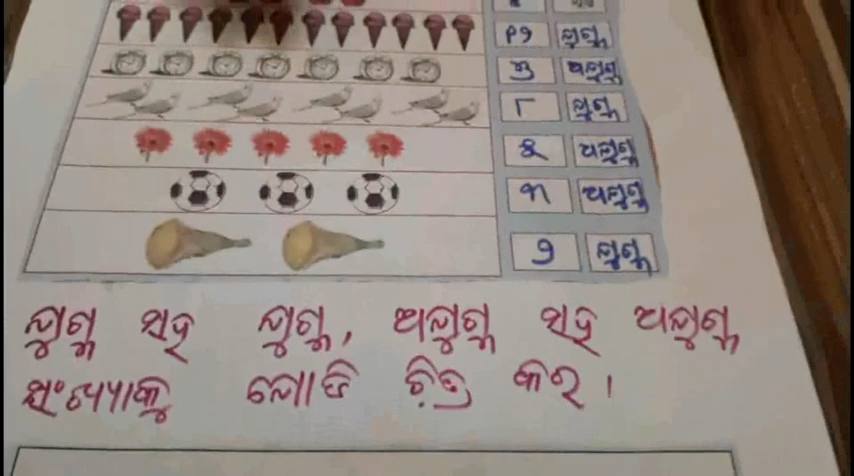 ୧୨ ଯୁଗ୍ମ
୭ ଅଯୁଗ୍ମ
୮ ଯୁଗ୍ମ
୫ ଅଯୁଗ୍ମ
୩ ଅଯୁଗ୍ମ
୨ ଯୁଗ୍ମ
ଯୁଗ୍ମ ସହ ଯୁଗ୍ମ, ଅଯୁଗ୍ମ ସହ ଅଯୁଗ୍ମ
ସଂଖ୍ୟାକୁ ଯୋଡି ଚିତ୍ର କର।